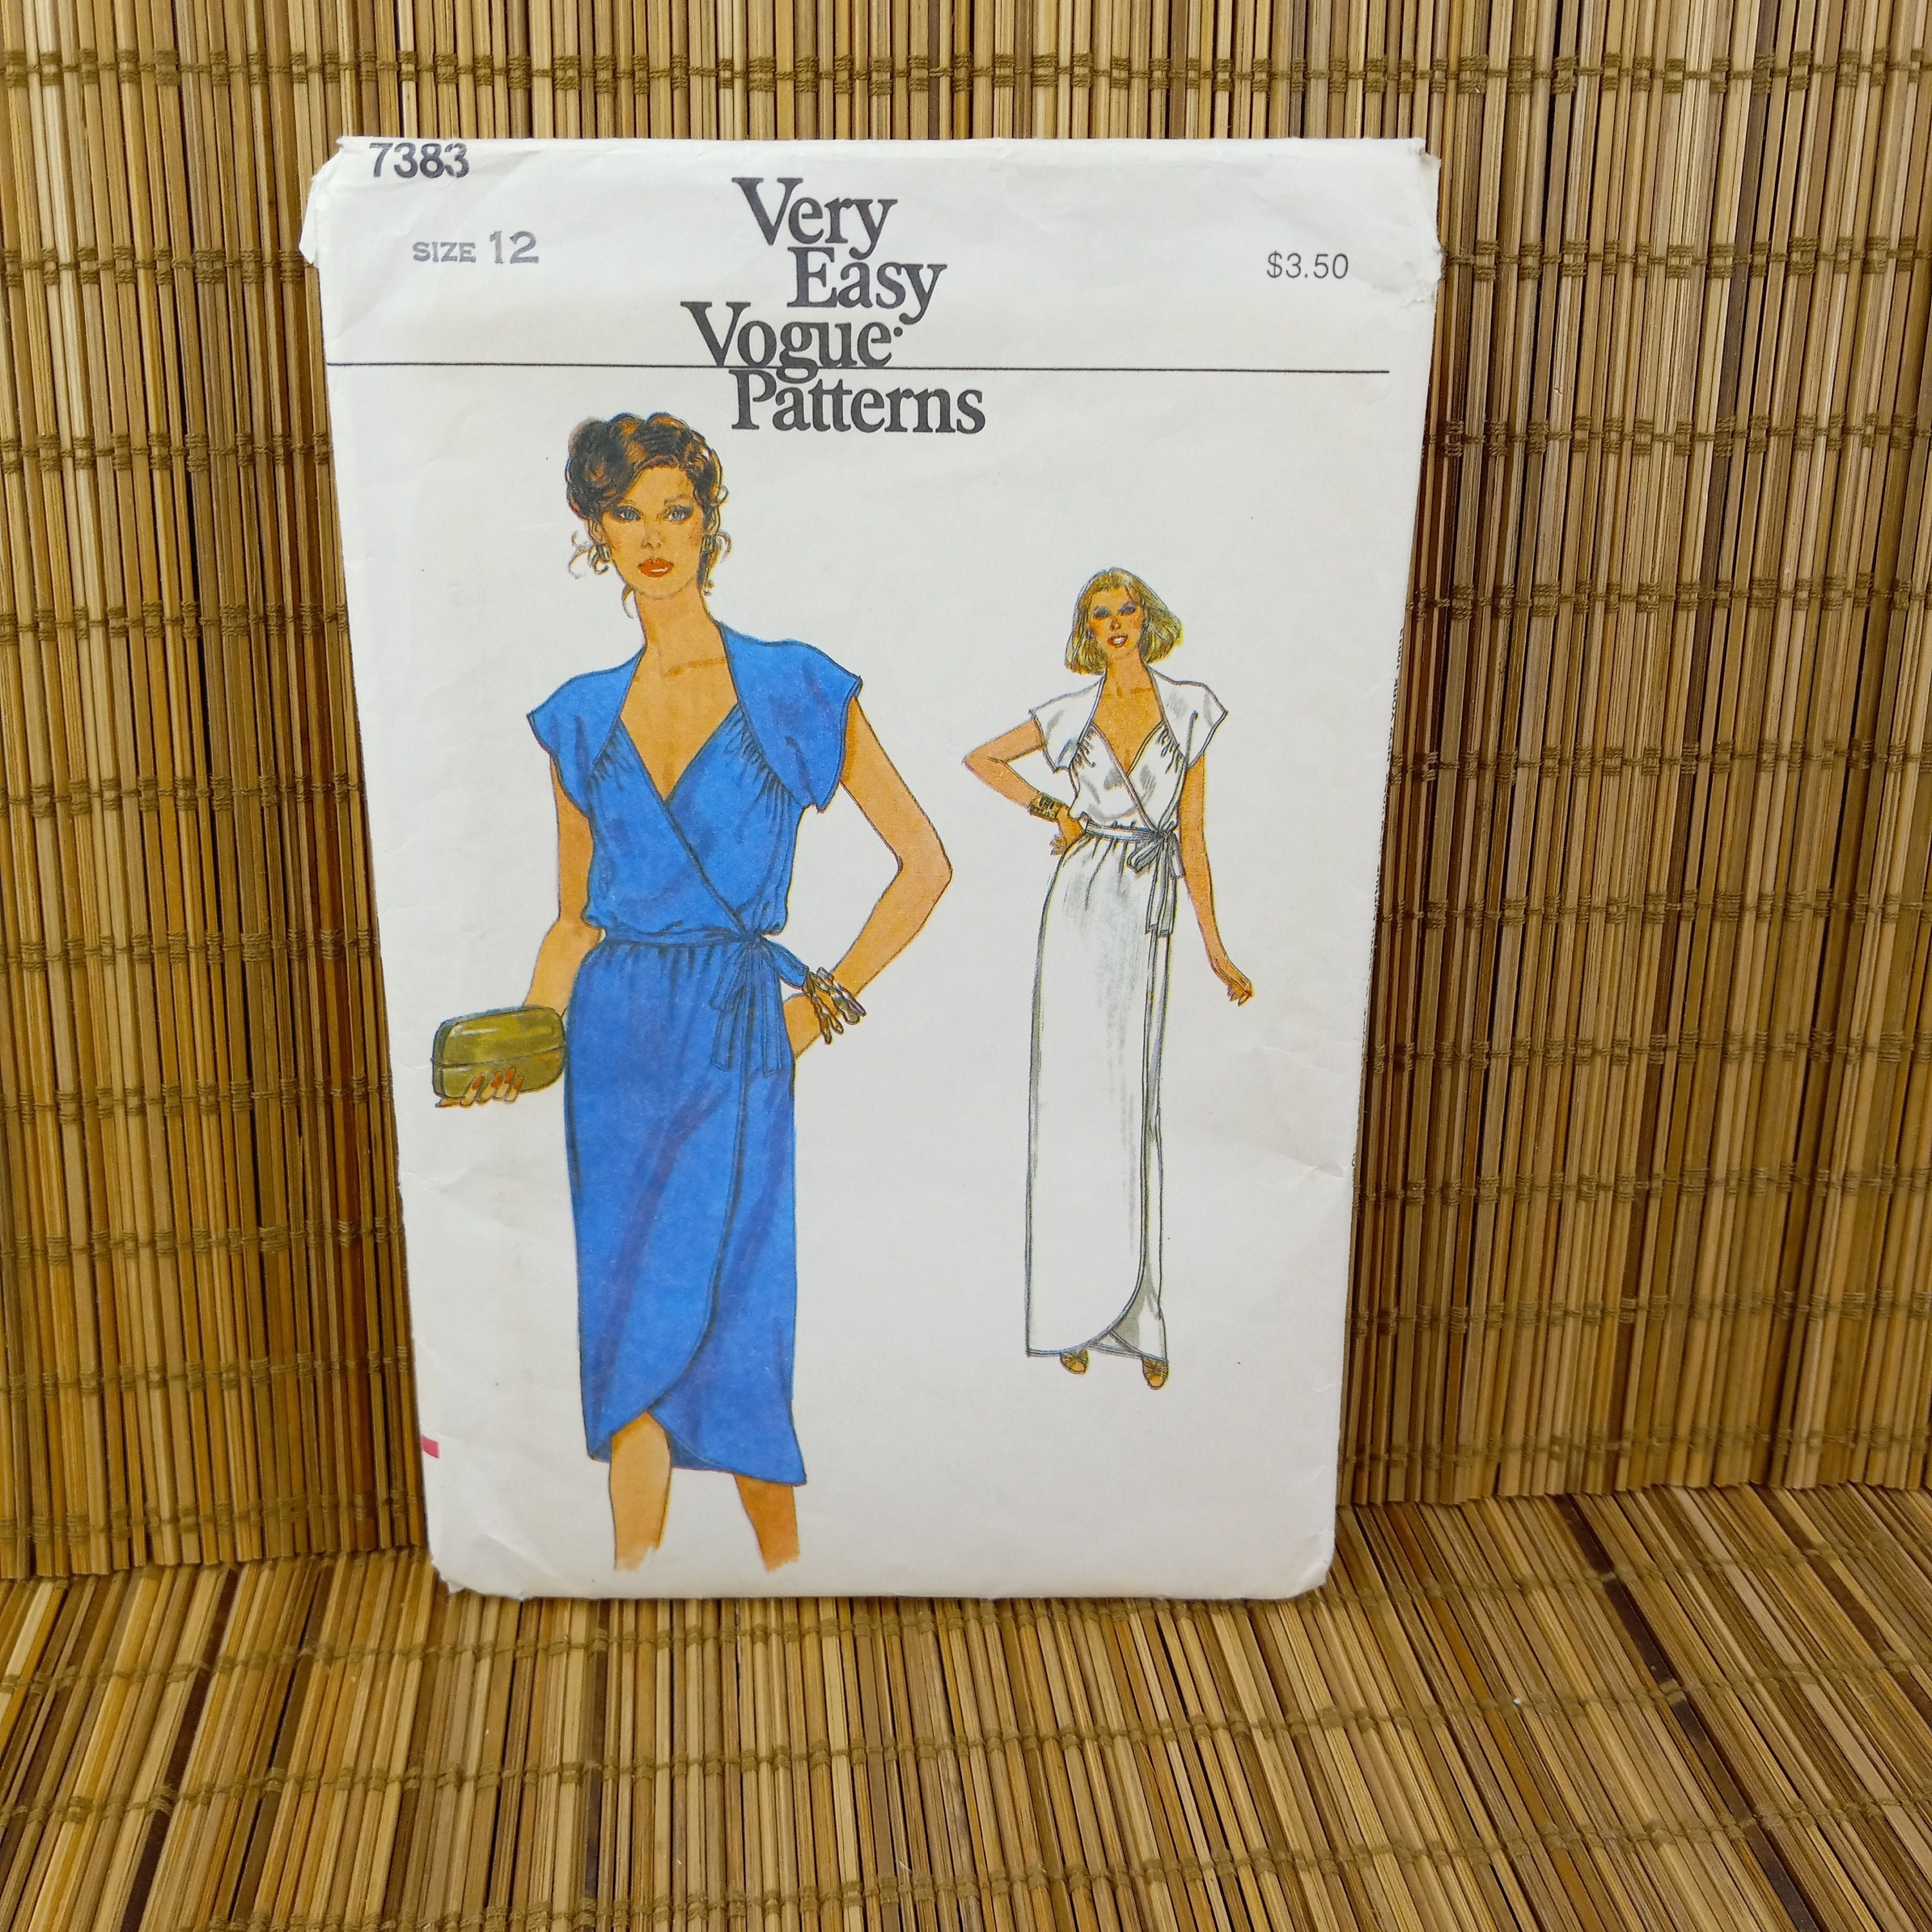 7383
SIZE 12
$3.50
Very
Easy
Vogue
Patterns